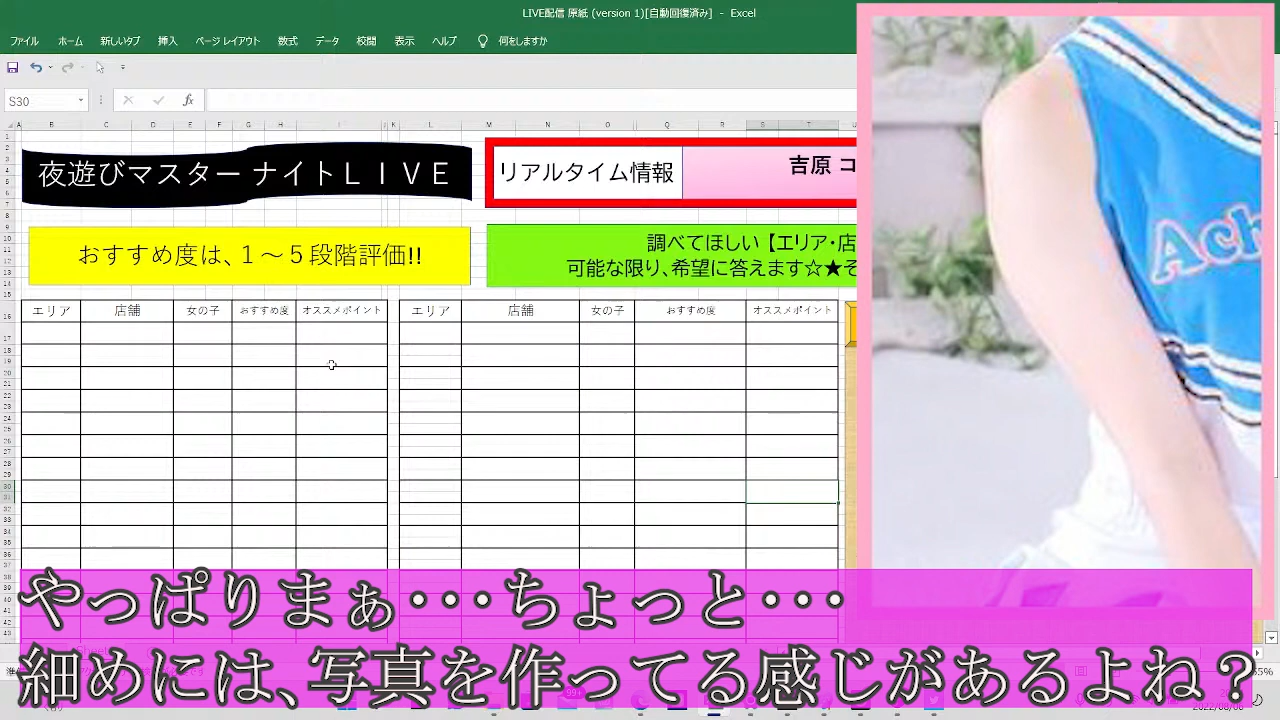 LIVE配信 原紙 (version 1)[自動回復済み] - Excel
ファイル ホーム 新しいタブ 挿入 ページ レイアウト 数式 データ 校閲 表示 ヘルプ 何をしますか
S30
fx
夜遊びマスター ナイトＬＩＶＥ
リアルタイム情報
吉原 コ
おすすめ度は、１～５段階評価!!
調べてほしい【エリア・店
可能な限り、希望に答えます☆★そ
エリア 店舗 女の子 おすすめ度 オススメポイント エリア 店舗 女の子 おすすめ度 オススメポイント
Ach
やっぱりまぁ・・・ちょっと・・・
細めには、写真を作ってる感じがあるよね？